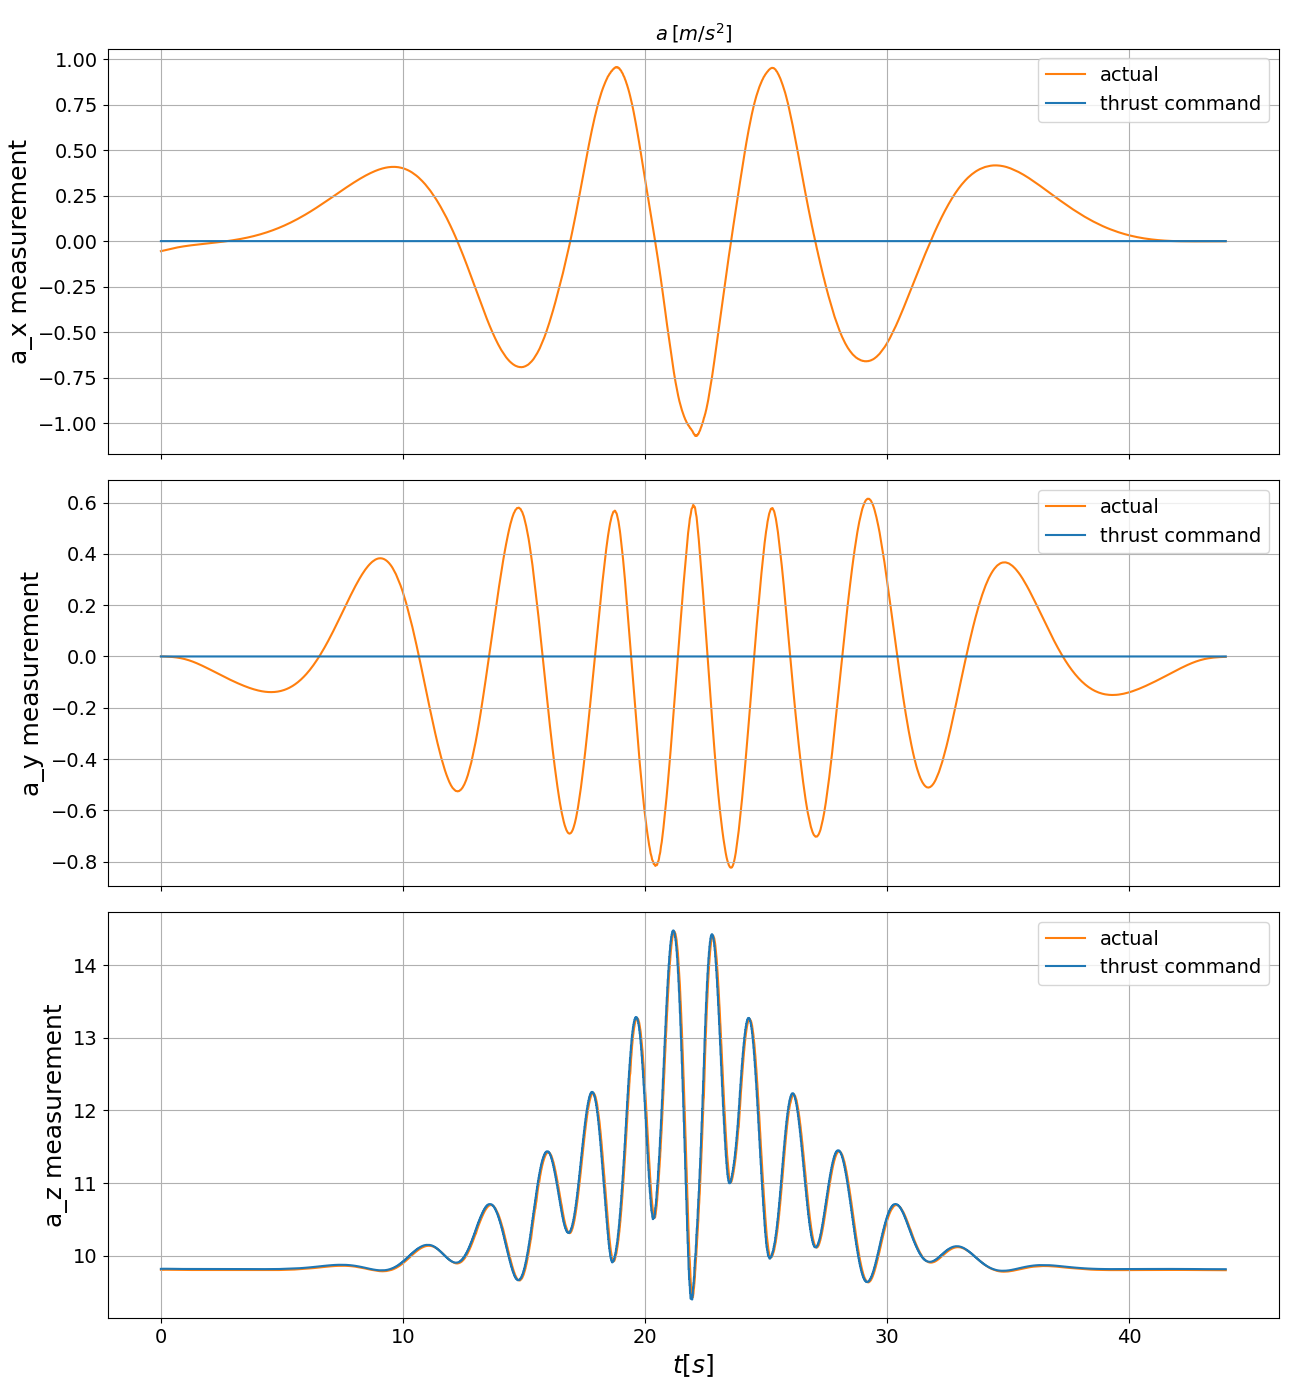 a [m/s²]
1.00
0.75
0.50
0.25
0.00
−0.25
−0.50
−0.75
−1.00
a_x measurement
actual
thrust command
0.6
0.4
0.2
0.0
−0.2
−0.4
−0.6
−0.8
a_y measurement
actual
thrust command
14
13
12
11
10
a_z measurement
actual
thrust command
0 10 20 30 40
t[s]